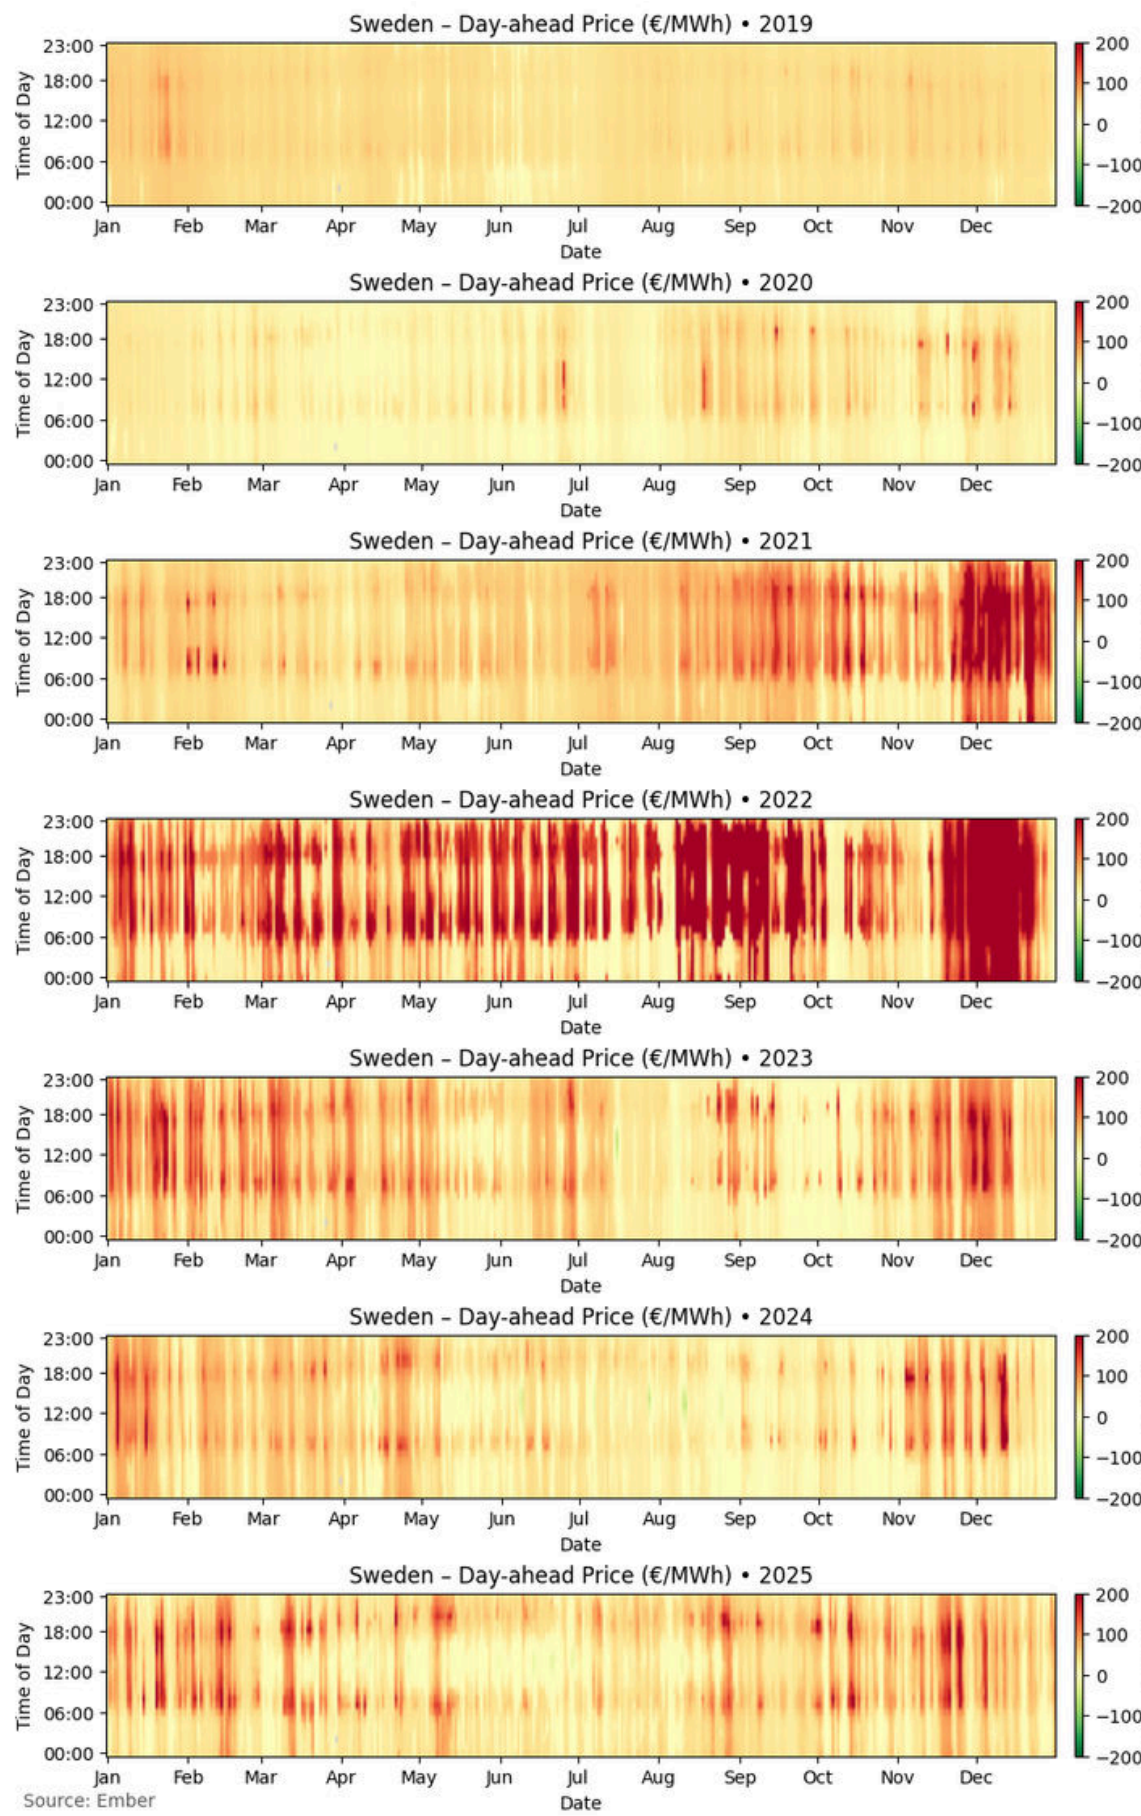 Sweden – Day-ahead Price (€/MWh) • 2019
23:00
18:00
12:00
06:00
00:00
Time of Day
Jan Feb Mar Apr May Jun Jul Aug Sep Oct Nov Dec
Date
200
100
0
−100
−200
Sweden – Day-ahead Price (€/MWh) • 2020
23:00
18:00
12:00
06:00
00:00
Time of Day
Jan Feb Mar Apr May Jun Jul Aug Sep Oct Nov Dec
Date
200
100
0
−100
−200
Sweden – Day-ahead Price (€/MWh) • 2021
23:00
18:00
12:00
06:00
00:00
Time of Day
Jan Feb Mar Apr May Jun Jul Aug Sep Oct Nov Dec
Date
200
100
0
−100
−200
Sweden – Day-ahead Price (€/MWh) • 2022
23:00
18:00
12:00
06:00
00:00
Time of Day
Jan Feb Mar Apr May Jun Jul Aug Sep Oct Nov Dec
Date
200
100
0
−100
−200
Sweden – Day-ahead Price (€/MWh) • 2023
23:00
18:00
12:00
06:00
00:00
Time of Day
Jan Feb Mar Apr May Jun Jul Aug Sep Oct Nov Dec
Date
200
100
0
−100
−200
Sweden – Day-ahead Price (€/MWh) • 2024
23:00
18:00
12:00
06:00
00:00
Time of Day
Jan Feb Mar Apr May Jun Jul Aug Sep Oct Nov Dec
Date
200
100
0
−100
−200
Sweden – Day-ahead Price (€/MWh) • 2025
23:00
18:00
12:00
06:00
00:00
Time of Day
Jan Feb Mar Apr May Jun Jul Aug Sep Oct Nov Dec
Date
200
100
0
−100
−200
Source: Ember